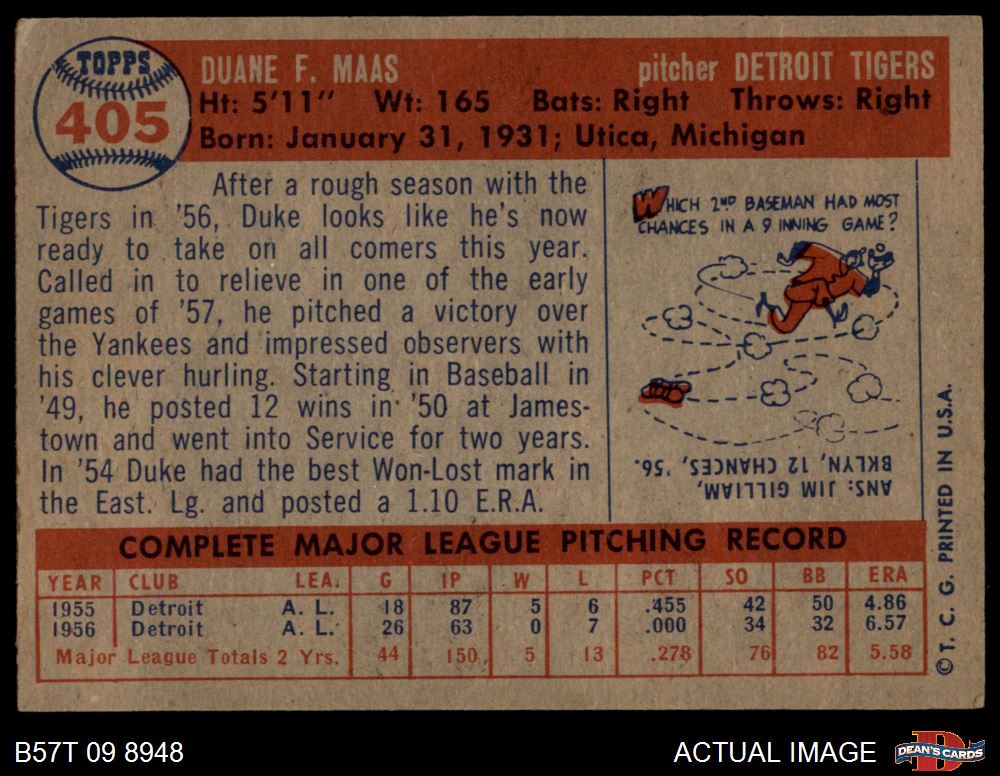 TOPPS
405
DUANE F. MAAS pitcher DETROIT TIGERS
Ht: 5'11" Wt: 165 Bats: Right Throws: Right
Born: January 31, 1931; Utica, Michigan
After a rough season with the
Tigers in '56, Duke looks like he's now
ready to take on all comers this year.
Called in to relieve in one of the early
games of '57, he pitched a victory over
the Yankees and impressed observers with
his clever hurling. Starting in Baseball in
'49, he posted 12 wins in '50 at James-
town and went into Service for two years.
In '54 Duke had the best Won-Lost mark in
the East. Lg. and posted a 1.10 E.R.A.
WHICH 2ND BASEMAN HAD MOST
CHANCES IN A 9 INNING GAME?
ANS: JIM GILLIAM,
BKLYN, 12 CHANCES, '56.
COMPLETE MAJOR LEAGUE PITCHING RECORD
YEAR CLUB LEA. G IP W L PCT SO BB ERA
1955 Detroit A. L. 18 87 5 6 .455 42 50 4.86
1956 Detroit A. L. 26 63 0 7 .000 34 32 6.57
Major League Totals 2 Yrs. 44 150 5 13 .278 76 82 5.58
© T. C. G. PRINTED IN U.S.A.
B57T 09 8948
ACTUAL IMAGE
D
DEAN'S CARDS